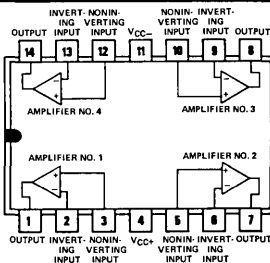 INVERT- NONIN-
OUTPUT ING VERTING VCC– NONIN- INVERT- OUTPUT
INPUT INPUT VERTING ING
INPUT INPUT
14 13 12 11 10 9 8
– + + –
AMPLIFIER NO. 4 AMPLIFIER NO. 3
AMPLIFIER NO. 1 AMPLIFIER NO. 2
+ – + –
1 2 3 4 5 6 7
OUTPUT INVERT- NONIN- VCC+ NONIN- INVERT- OUTPUT
ING VERTING VERTING ING
INPUT INPUT INPUT INPUT